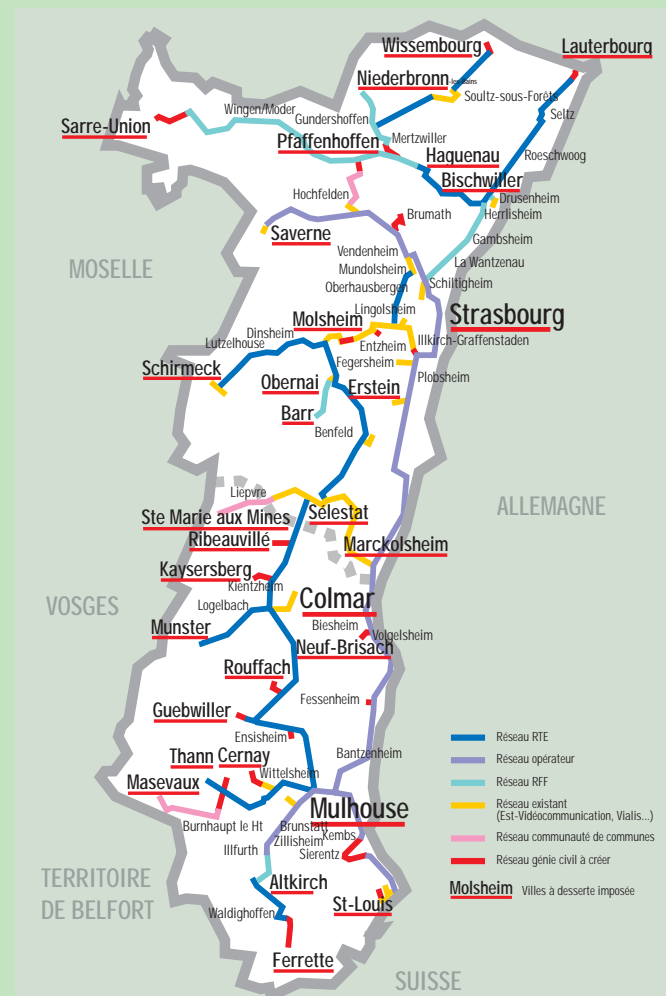 Wissembourg
Lauterbourg
Niederbronn-les Bains
Soultz-sous-Forêts
Wingen/Moder
Seltz
Gundershoffen
Sarre-Union
Mertzwiller
Pfaffenhoffen
Haguenau
Roeschwoog
Bischwiller
Hochfelden
Drusenheim
Brumath
Herrlisheim
Saverne
Gambsheim
Vendenheim
MOSELLE
Mundolsheim
La Wantzenau
Oberhausbergen
Schiltigheim
Lingolsheim
Strasbourg
Molsheim
Dinsheim
Lutzelhouse
Entzheim
Illkirch-Graffenstaden
Fegersheim
Schirmeck
Plobsheim
Obernai
Erstein
Barr
Benfeld
Liepvre
ALLEMAGNE
Ste Marie aux Mines
Sélestat
Ribeauvillé
Marckolsheim
Kaysersberg
Kientzheim
Colmar
VOSGES
Logelbach
Biesheim
Munster
Volgelsheim
Neuf-Brisach
Rouffach
Fessenheim
Guebwiller
Ensisheim
Réseau RTE
Bantzenheim
Thann
Cernay
Réseau opérateur
Wittelsheim
Masevaux
Réseau RFF
Mulhouse
Réseau existant
(Est-Vidéocommunication, Vialis...)
Burnhaupt le Ht
Brunstatt
Kembs
Zillisheim
Réseau communauté de communes
Illfurth
Sierentz
Réseau génie civil à créer
TERRITOIRE
DE BELFORT
Altkirch
Molsheim Villes à desserte imposée
St-Louis
Waldighoffen
Ferrette
SUISSE